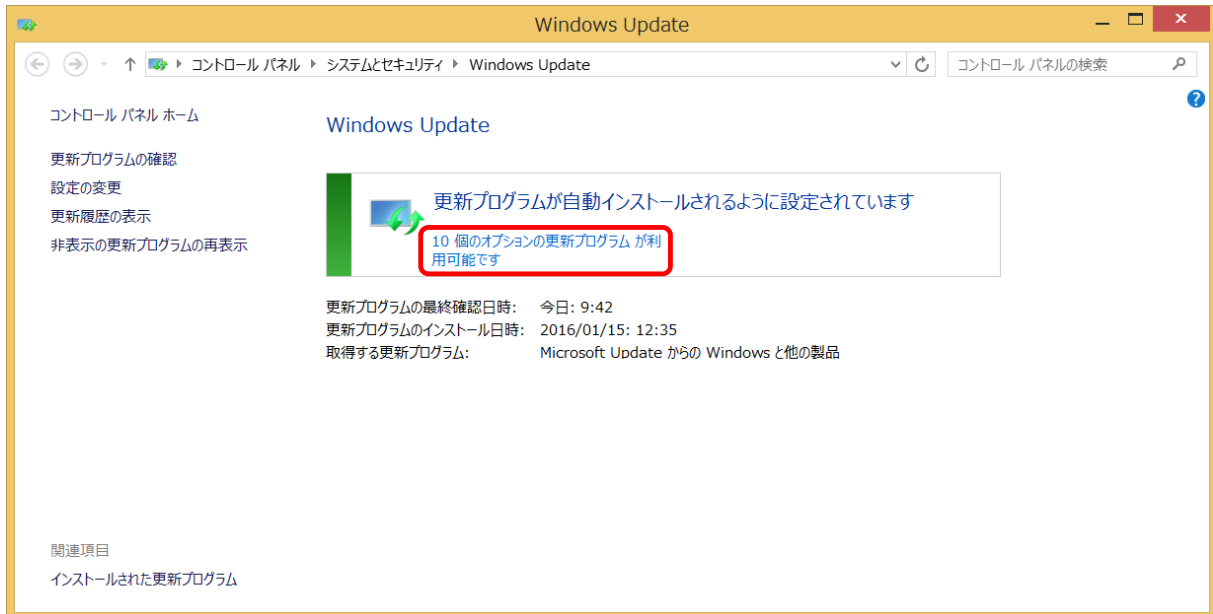 Windows Update
コントロール パネル ▸ システムとセキュリティ ▸ Windows Update
コントロール パネルの検索
コントロール パネル ホーム
更新プログラムの確認
設定の変更
更新履歴の表示
非表示の更新プログラムの再表示
Windows Update
更新プログラムが自動インストールされるように設定されています
10 個のオプションの更新プログラム が利
用可能です
更新プログラムの最終確認日時: 今日: 9:42
更新プログラムのインストール日時: 2016/01/15: 12:35
取得する更新プログラム: Microsoft Update からの Windows と他の製品
関連項目
インストールされた更新プログラム